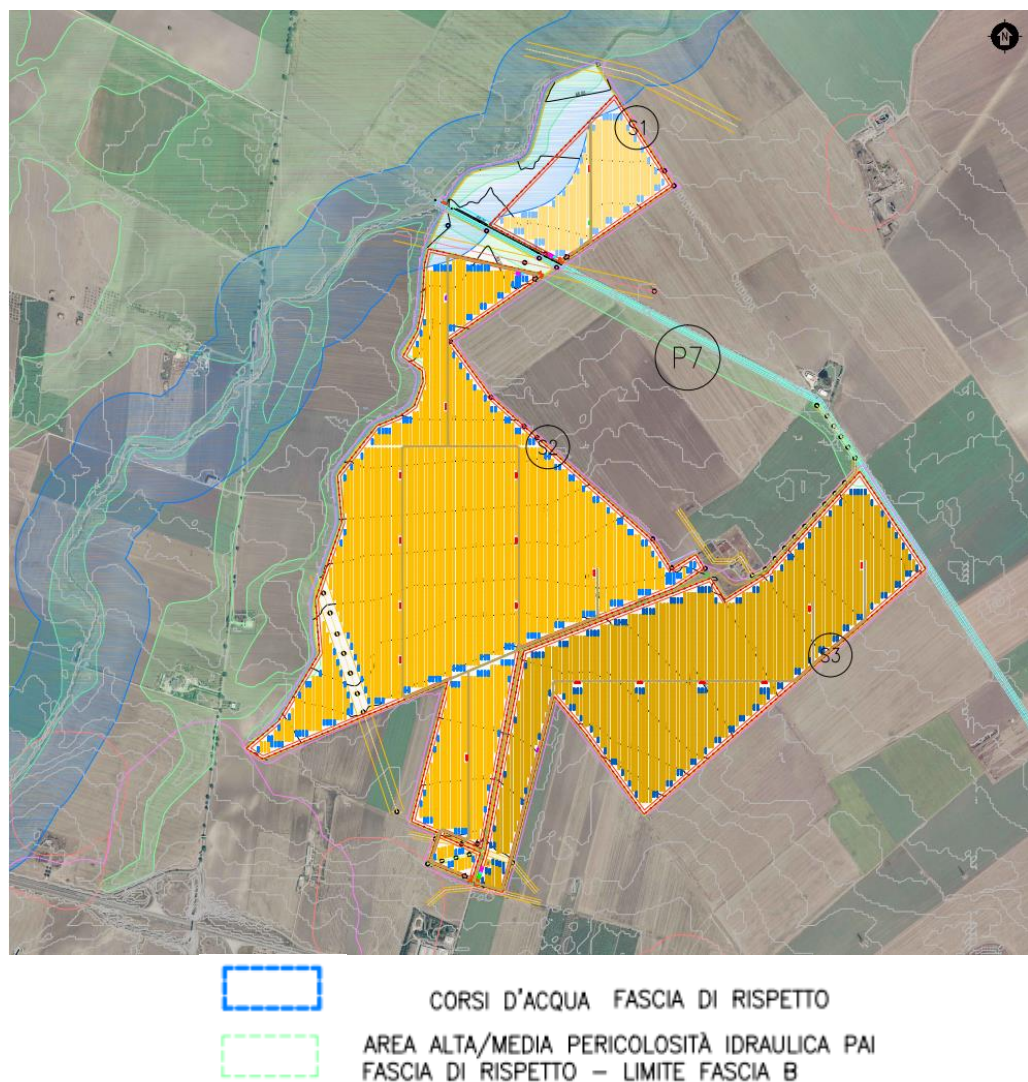 N
S1
P7
S2
S3
CORSI D'ACQUA FASCIA DI RISPETTO
AREA ALTA/MEDIA PERICOLOSITÀ IDRAULICA PAI
FASCIA DI RISPETTO – LIMITE FASCIA B